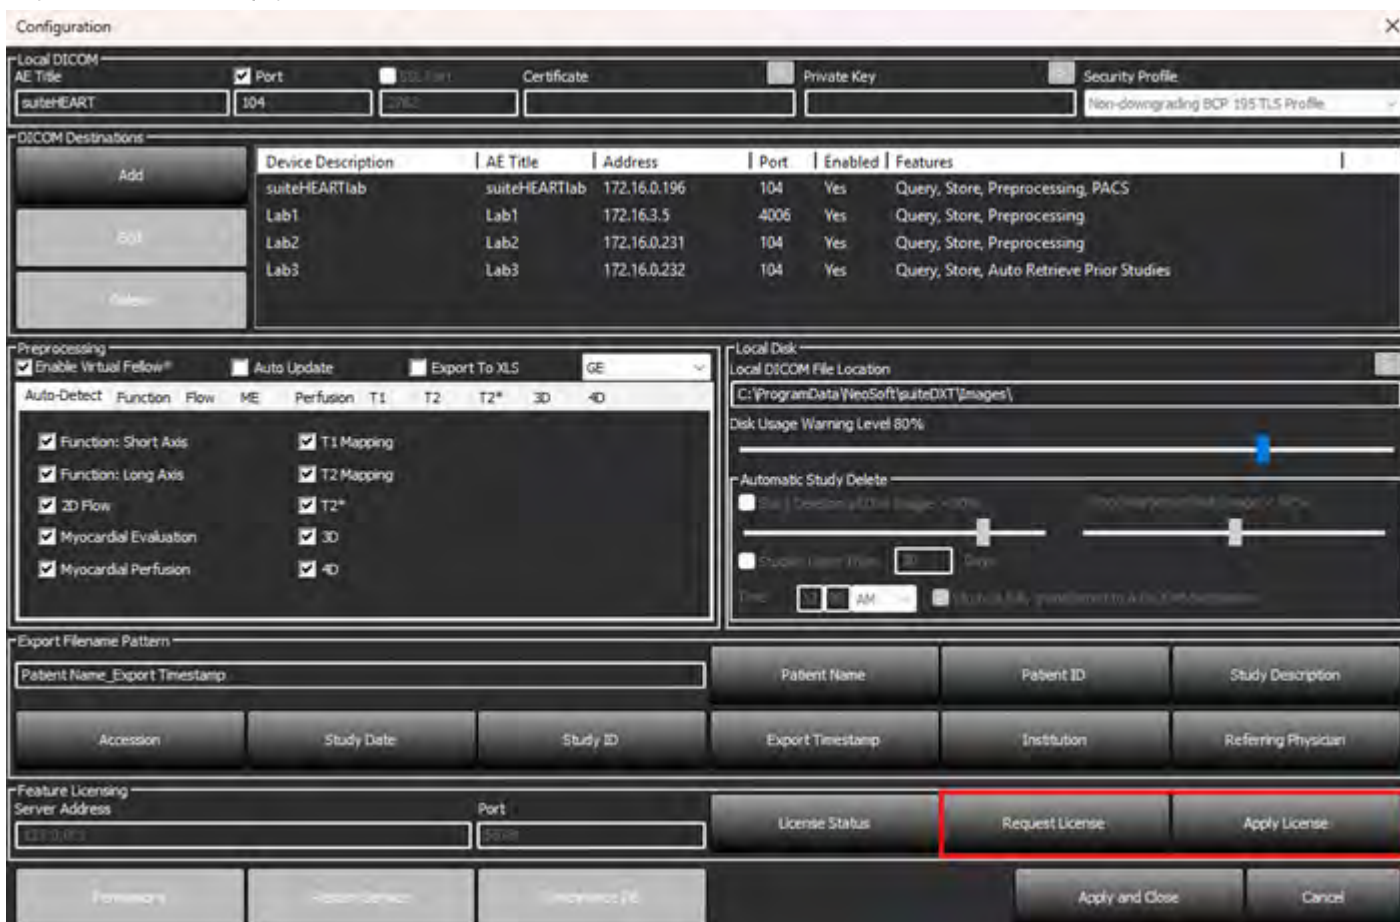 Configuration
Local DICOM
AE Title Port Certificate Private Key Security Profile
suiteHEART 104 Non-downgrading BCP 195 TLS Profile
DICOM Destinations
Add
Device Description AE Title Address Port Enabled Features
suiteHEARTlab suiteHEARTlab 172.16.0.196 104 Yes Query, Store, Preprocessing, PACS
Lab1 Lab1 172.16.3.5 4006 Yes Query, Store, Preprocessing
Lab2 Lab2 172.16.0.231 104 Yes Query, Store, Preprocessing
Lab3 Lab3 172.16.0.232 104 Yes Query, Store, Auto Retrieve Prior Studies
Preprocessing
Enable Virtual Fellow® Auto Update Export To XLS GE
Auto-Detect Function Flow ME Perfusion T1 T2 T2* 3D 4D
Function: Short Axis T1 Mapping
Function: Long Axis T2 Mapping
2D Flow T2*
Myocardial Evaluation 3D
Myocardial Perfusion 4D
Local Disk
Local DICOM File Location
C:\ProgramData\NeoSoft\suiteDXT\Images\
Disk Usage Warning Level 80%
Automatic Study Delete
AM
Export Filename Pattern
Patient Name_Export Timestamp Patient Name Patient ID Study Description
Accession Study Date Study ID Export Timestamp Institution Referring Physician
Feature Licensing
Server Address Port
License Status Request License Apply License
Apply and Close Cancel